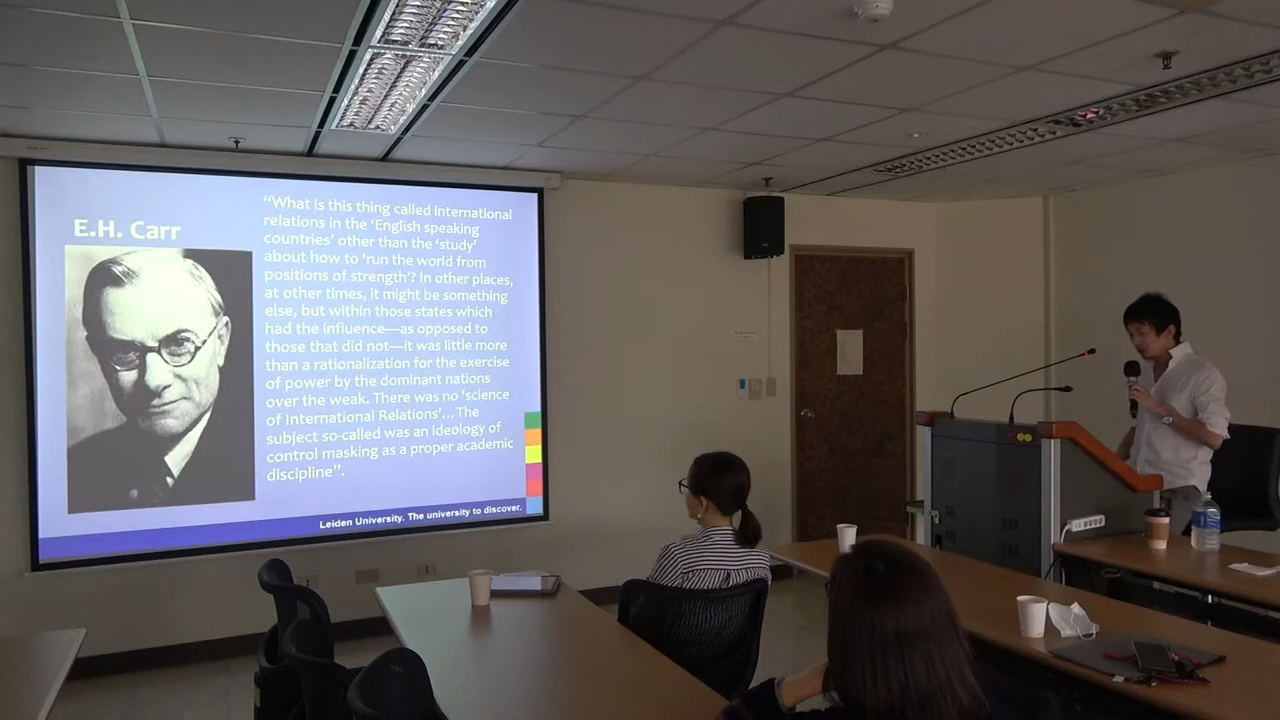 E.H. Carr
“What is this thing called international
relations in the ‘English speaking
countries’ other than the ‘study’
about how to ‘run the world from
positions of strength’? In other places,
at other times, it might be something
else, but within those states which
had the influence—as opposed to
those that did not—it was little more
than a rationalization for the exercise
of power by the dominant nations
over the weak. There was no ‘science
of International Relations’... The
subject so-called was an ideology of
control masking as a proper academic
discipline”.
Leiden University. The university to discover.